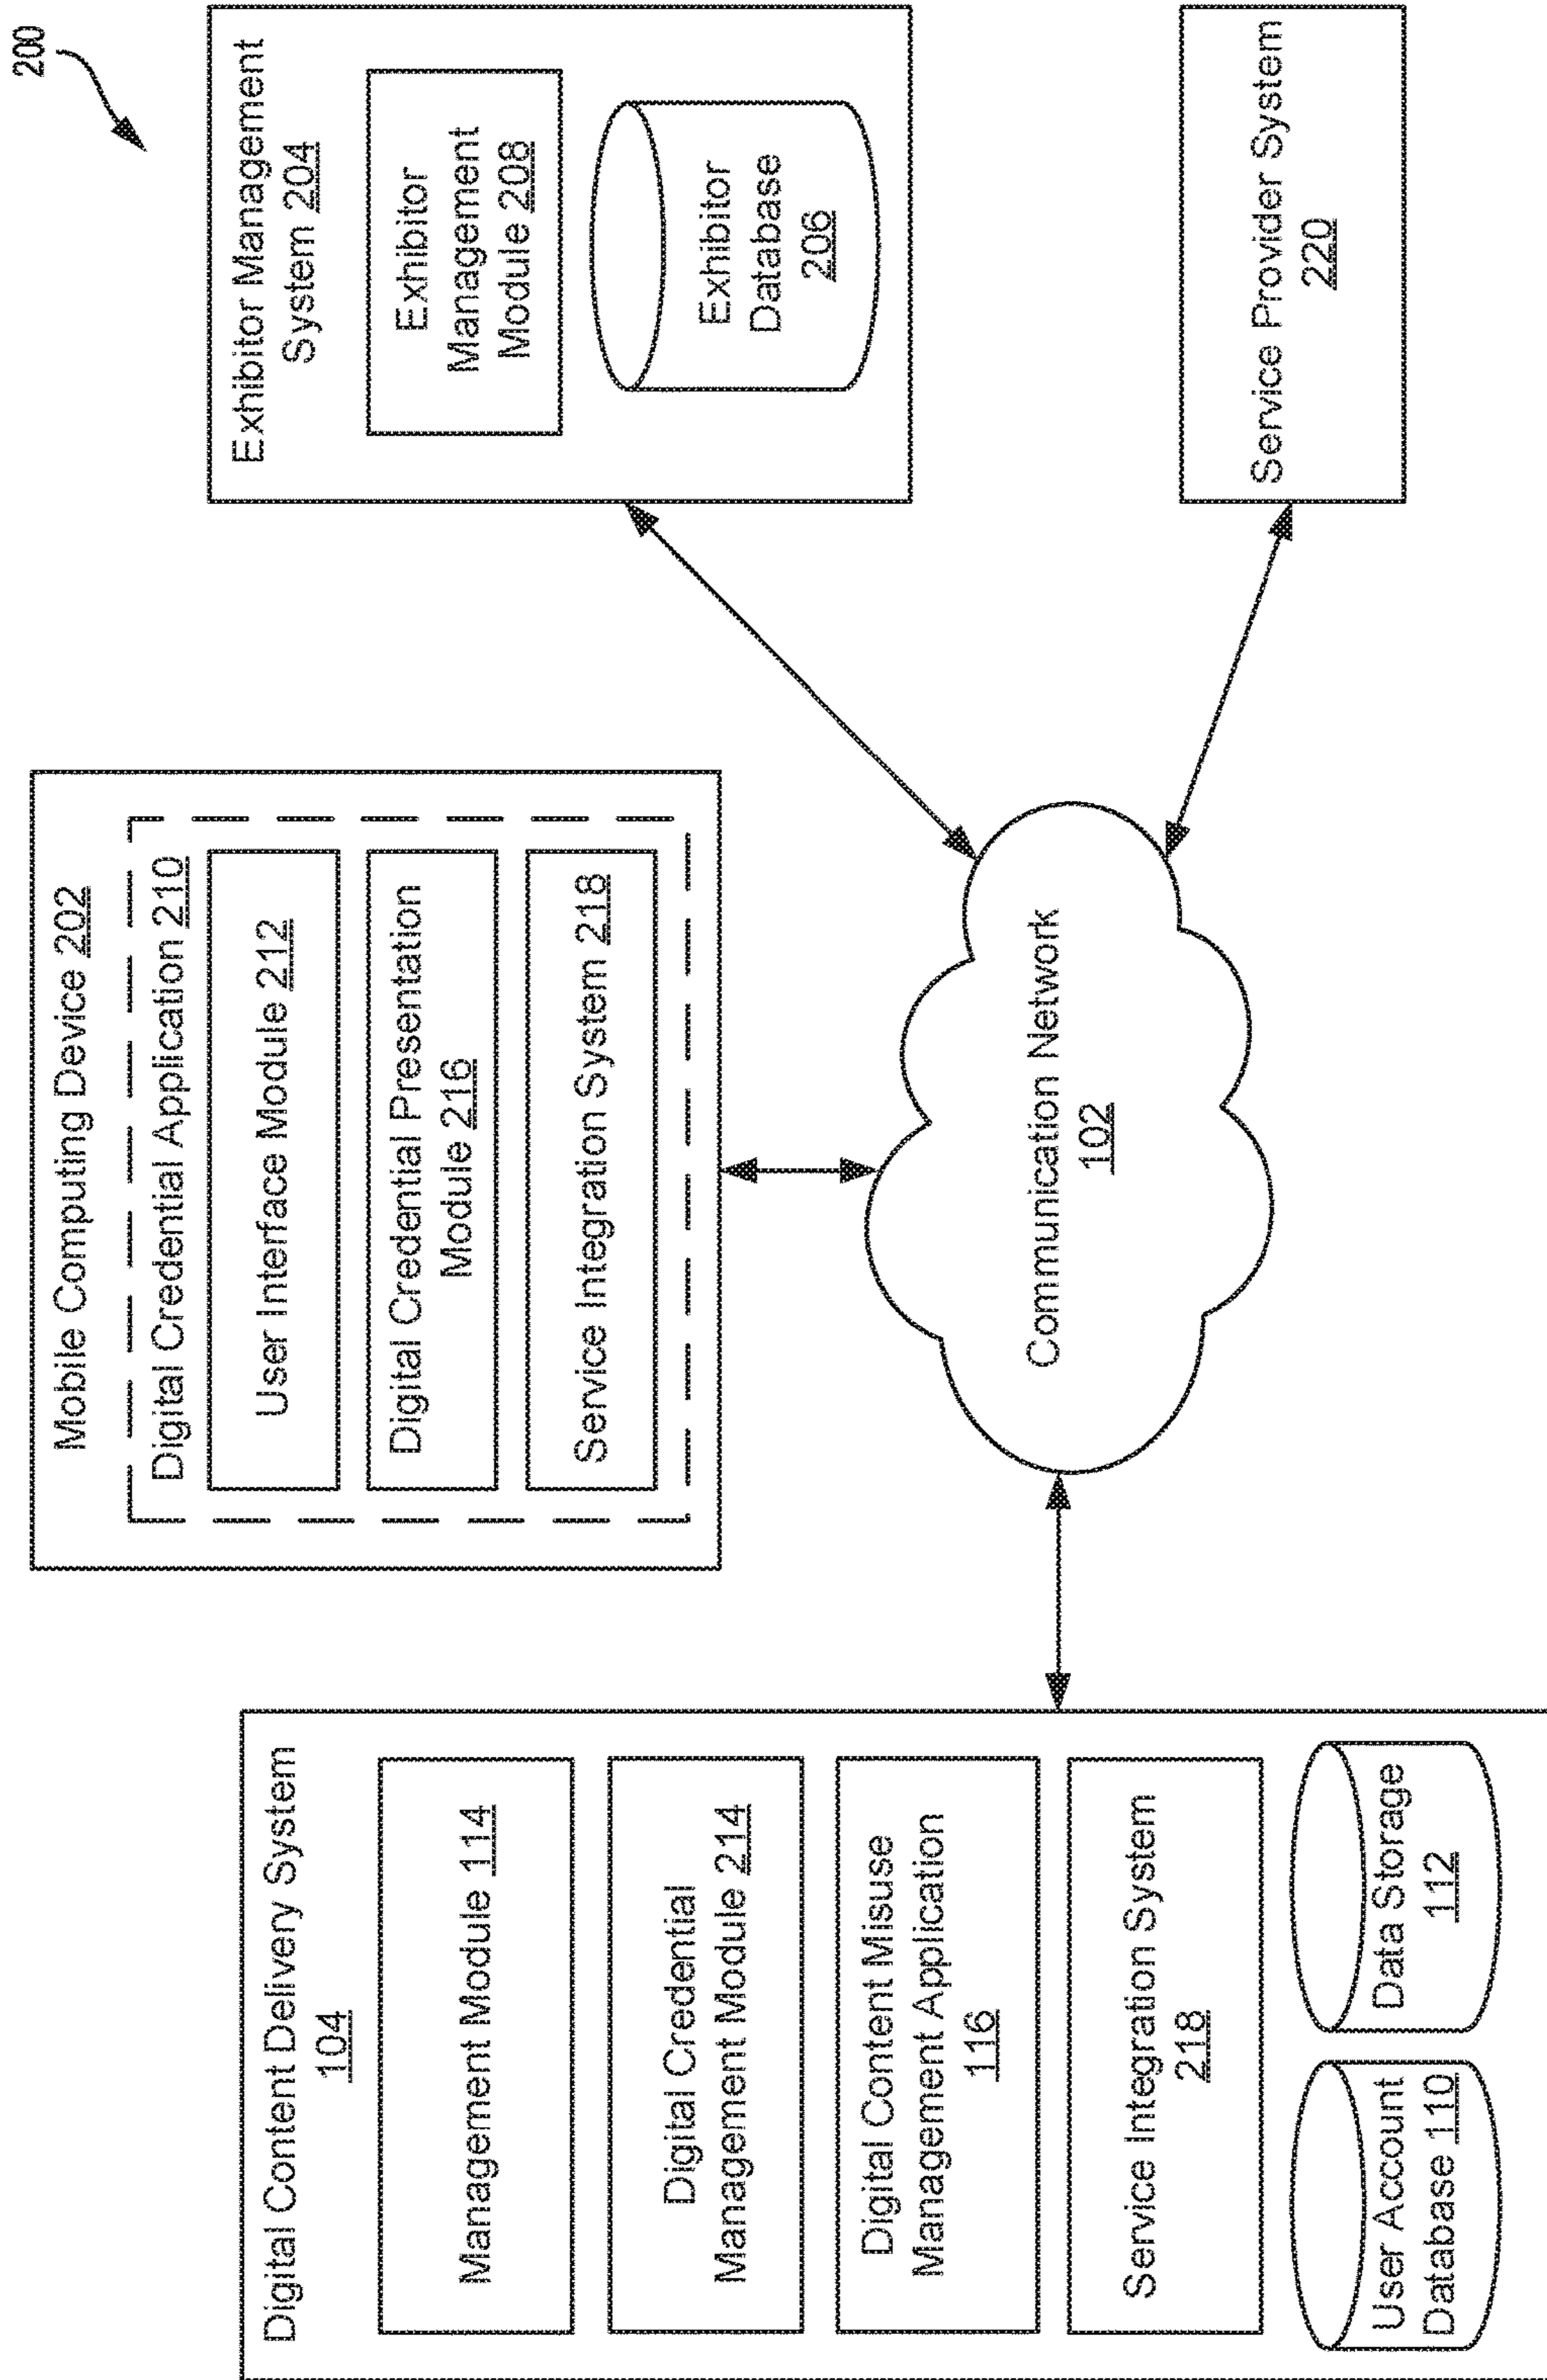 200
Digital Content Delivery System
104
Management Module 114
Digital Credential
Management Module 214
Digital Content Misuse
Management Application
116
Service Integration System
218
User Account
Database 110
Data Storage
112
Mobile Computing Device 202
Digital Credential Application 210
User Interface Module 212
Digital Credential Presentation
Module 216
Service Integration System 218
Communication Network
102
Exhibitor Management
System 204
Exhibitor
Management
Module 208
Exhibitor
Database
206
Service Provider System
220